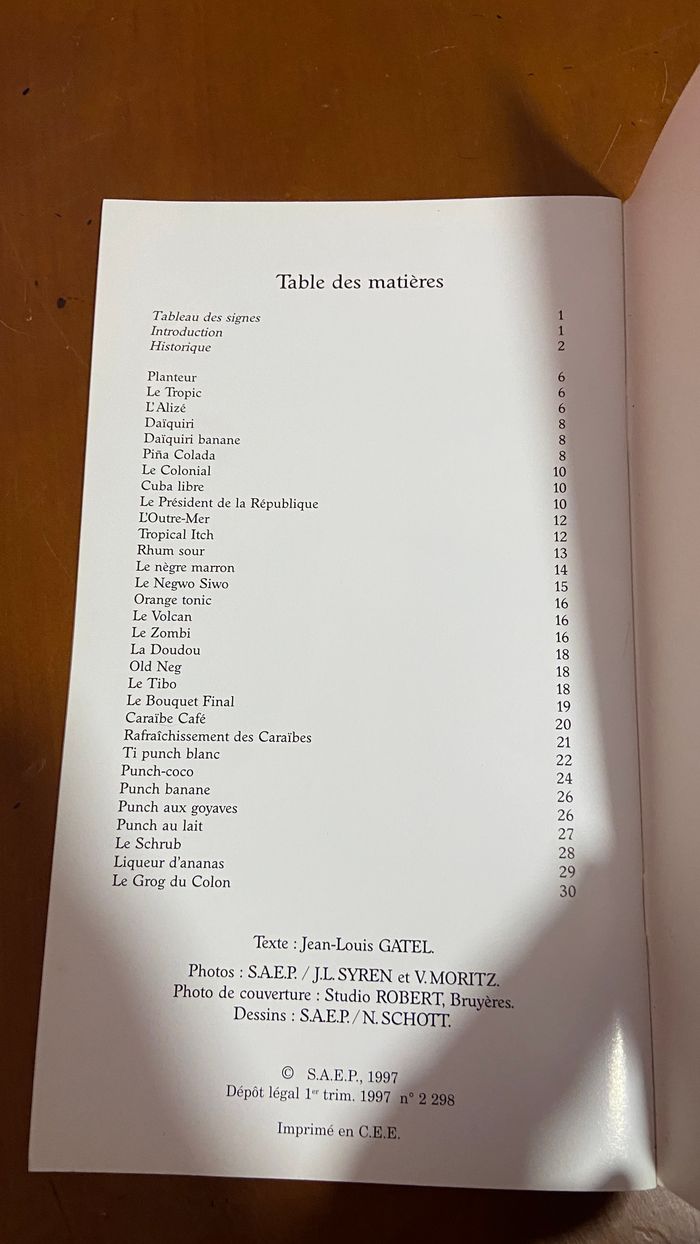 Table des matières
Tableau des signes 1
Introduction 1
Historique 2
Planteur 6
Le Tropic 6
L'Alizé 6
Daïquiri 8
Daïquiri banane 8
Piña Colada 8
Le Colonial 10
Cuba libre 10
Le Président de la République 10
L'Outre-Mer 12
Tropical Itch 12
Rhum sour 13
Le nègre marron 14
Le Negwo Siwo 15
Orange tonic 16
Le Volcan 16
Le Zombi 16
La Doudou 18
Old Neg 18
Le Tibo 18
Le Bouquet Final 19
Caraïbe Café 20
Rafraîchissement des Caraïbes 21
Ti punch blanc 22
Punch-coco 24
Punch banane 26
Punch aux goyaves 26
Punch au lait 27
Le Schrub 28
Liqueur d'ananas 29
Le Grog du Colon 30
Texte : Jean-Louis GATEL.
Photos : S.A.E.P. / J.L. SYREN et V. MORITZ.
Photo de couverture : Studio ROBERT, Bruyères.
Dessins : S.A.E.P. / N. SCHOTT.
© S.A.E.P., 1997
Dépôt légal 1er trim. 1997 n° 2 298
Imprimé en C.E.E.